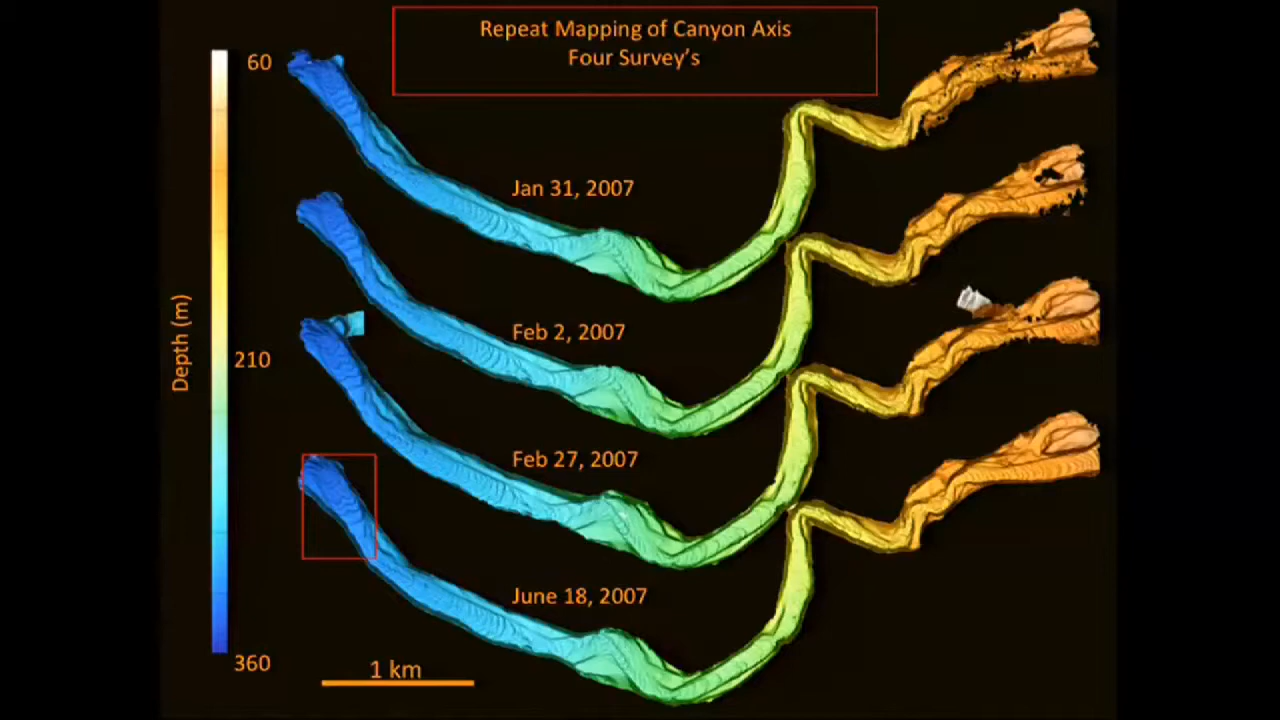 Repeat Mapping of Canyon Axis
Four Survey's
60
Jan 31, 2007
Feb 2, 2007
Depth (m)
210
Feb 27, 2007
June 18, 2007
360
1 km